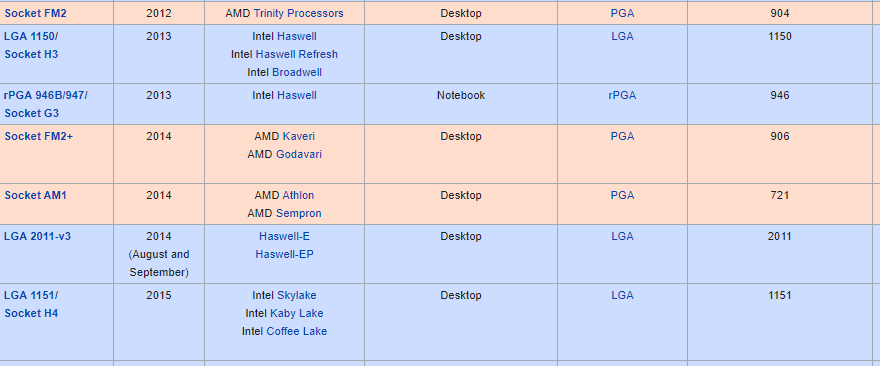 Socket FM2 2012 AMD Trinity Processors Desktop PGA 904
LGA 1150/ 2013 Intel Haswell Desktop LGA 1150
Socket H3 Intel Haswell Refresh
Intel Broadwell
rPGA 946B/947/ 2013 Intel Haswell Notebook rPGA 946
Socket G3
Socket FM2+ 2014 AMD Kaveri Desktop PGA 906
AMD Godavari
Socket AM1 2014 AMD Athlon Desktop PGA 721
AMD Sempron
LGA 2011-v3 2014 Haswell-E Desktop LGA 2011
(August and Haswell-EP
September)
LGA 1151/ 2015 Intel Skylake Desktop LGA 1151
Socket H4 Intel Kaby Lake
Intel Coffee Lake